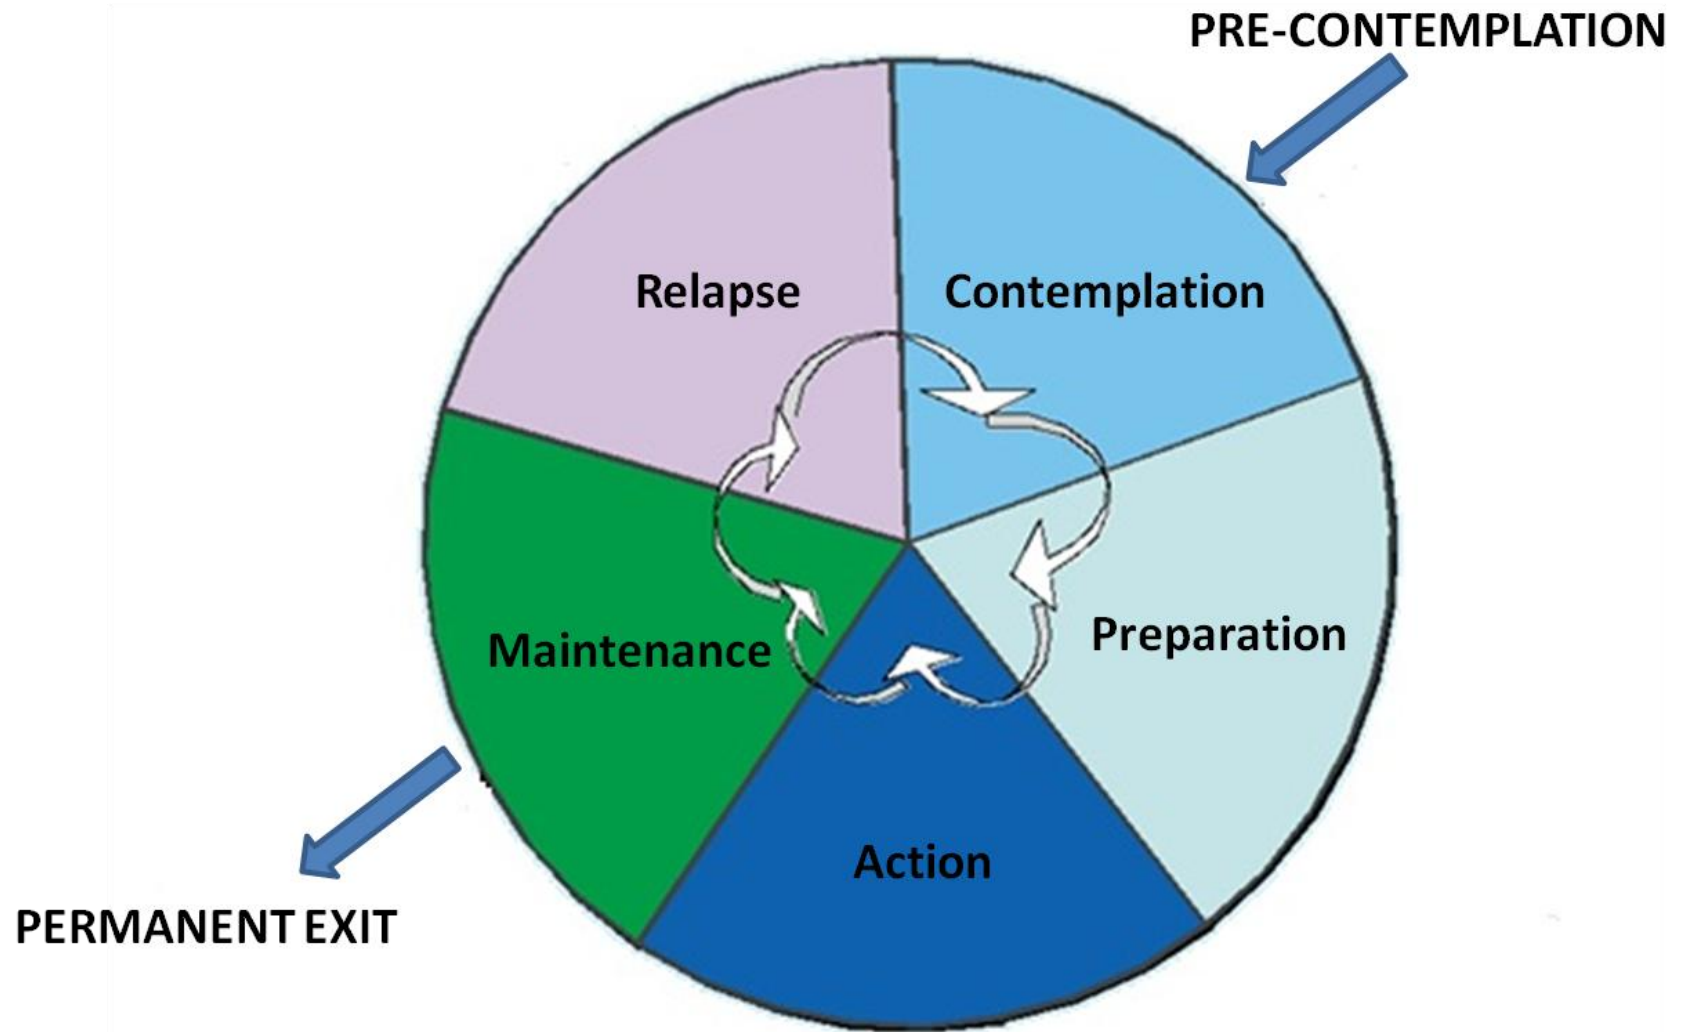 PRE-CONTEMPLATION
Relapse
Contemplation
Maintenance
Preparation
Action
PERMANENT EXIT